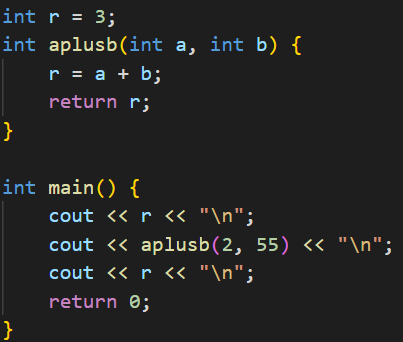 int r = 3;
int aplusb(int a, int b) {
    r = a + b;
    return r;
}

int main() {
    cout << r << "\n";
    cout << aplusb(2, 55) << "\n";
    cout << r << "\n";
    return 0;
}